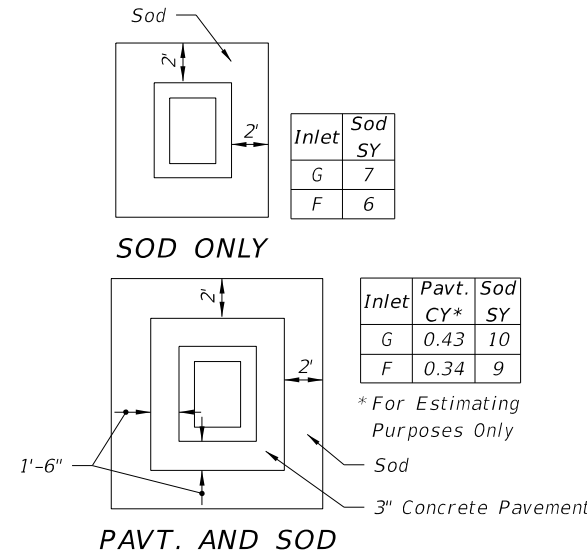 Sod
2'
2'
Inlet Sod SY
G 7
F 6
SOD ONLY
2'
2'
Inlet Pavt. CY* Sod SY
G 0.43 10
F 0.34 9
* For Estimating
Purposes Only
1'-6"
Sod
3" Concrete Pavement
PAVT. AND SOD